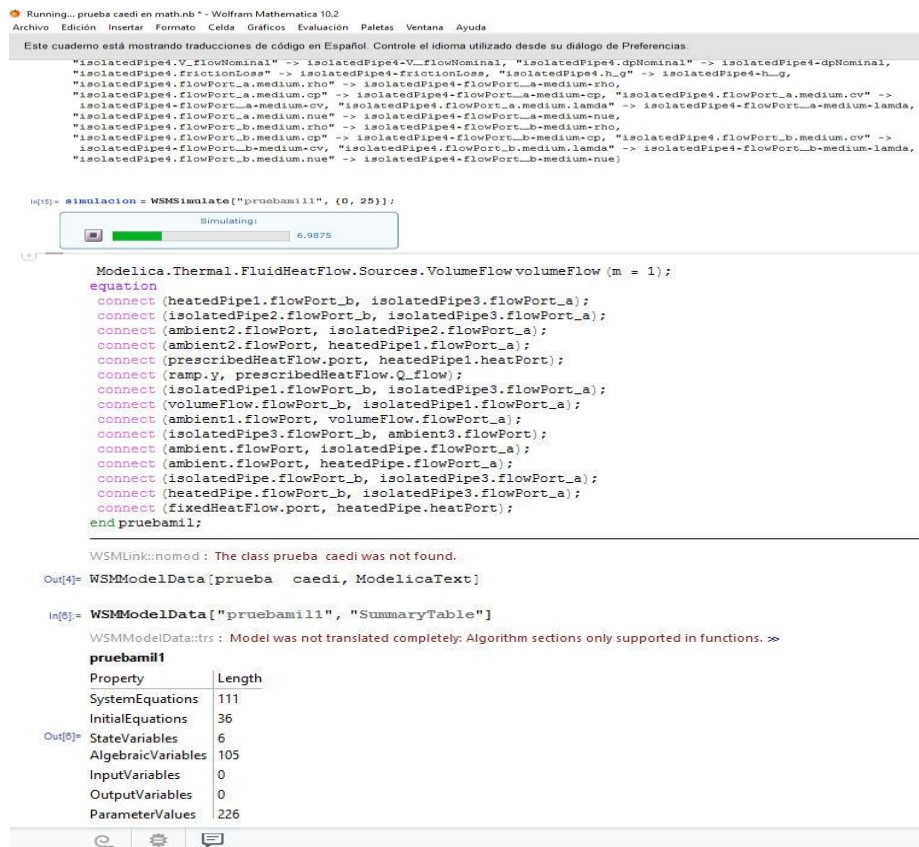 Running... prueba caedi en math.nb * - Wolfram Mathematica 10.2
Archivo Edición Insertar Formato Celda Gráficos Evaluación Paletas Ventana Ayuda
Este cuaderno está mostrando traducciones de código en Español. Controle el idioma utilizado desde su diálogo de Preferencias.
"isolatedPipe4.V_flowNominal" -> isolatedPipe4★V_flowNominal, "isolatedPipe4.dpNominal" -> isolatedPipe4★dpNominal,
"isolatedPipe4.frictionLoss" -> isolatedPipe4★frictionLoss, "isolatedPipe4.h_g" -> isolatedPipe4★h_g,
"isolatedPipe4.flowPort_a.medium.rho" -> isolatedPipe4★flowPort_a★medium★rho,
"isolatedPipe4.flowPort_a.medium.cp" -> isolatedPipe4★flowPort_a★medium★cp, "isolatedPipe4.flowPort_a.medium.cv" ->
isolatedPipe4★flowPort_a★medium★cv, "isolatedPipe4.flowPort_a.medium.lamda" -> isolatedPipe4★flowPort_a★medium★lamda,
"isolatedPipe4.flowPort_a.medium.nue" -> isolatedPipe4★flowPort_a★medium★nue,
"isolatedPipe4.flowPort_b.medium.rho" -> isolatedPipe4★flowPort_b★medium★rho,
"isolatedPipe4.flowPort_b.medium.cp" -> isolatedPipe4★flowPort_b★medium★cp, "isolatedPipe4.flowPort_b.medium.cv" ->
isolatedPipe4★flowPort_b★medium★cv, "isolatedPipe4.flowPort_b.medium.lamda" -> isolatedPipe4★flowPort_b★medium★lamda,
"isolatedPipe4.flowPort_b.medium.nue" -> isolatedPipe4★flowPort_b★medium★nue}
In[15]:= simulacion = WSMSimulate["pruebamil1", {0, 25}];
Simulating:
6.9875
Modelica.Thermal.FluidHeatFlow.Sources.VolumeFlow volumeFlow (m = 1);
equation
connect (heatedPipe1.flowPort_b, isolatedPipe3.flowPort_a);
connect (isolatedPipe2.flowPort_b, isolatedPipe3.flowPort_a);
connect (ambient2.flowPort, isolatedPipe2.flowPort_a);
connect (ambient2.flowPort, heatedPipe1.flowPort_a);
connect (prescribedHeatFlow.port, heatedPipe1.heatPort);
connect (ramp.y, prescribedHeatFlow.Q_flow);
connect (isolatedPipe1.flowPort_b, isolatedPipe3.flowPort_a);
connect (volumeFlow.flowPort_b, isolatedPipe1.flowPort_a);
connect (ambient1.flowPort, volumeFlow.flowPort_a);
connect (isolatedPipe3.flowPort_b, ambient3.flowPort);
connect (ambient.flowPort, isolatedPipe.flowPort_a);
connect (ambient.flowPort, heatedPipe.flowPort_a);
connect (isolatedPipe.flowPort_b, isolatedPipe3.flowPort_a);
connect (heatedPipe.flowPort_b, isolatedPipe3.flowPort_a);
connect (fixedHeatFlow.port, heatedPipe.heatPort);
end pruebamil;
WSMLink::nomod : The class prueba caedi was not found.
Out[4]= WSMModelData[prueba caedi, ModelicaText]
In[6]:= WSMModelData["pruebamil1", "SummaryTable"]
WSMModelData::trs : Model was not translated completely: Algorithm sections only supported in functions. >>
pruebamil1
Property Length
SystemEquations 111
InitialEquations 36
Out[6]= StateVariables 6
AlgebraicVariables 105
InputVariables 0
OutputVariables 0
ParameterValues 226